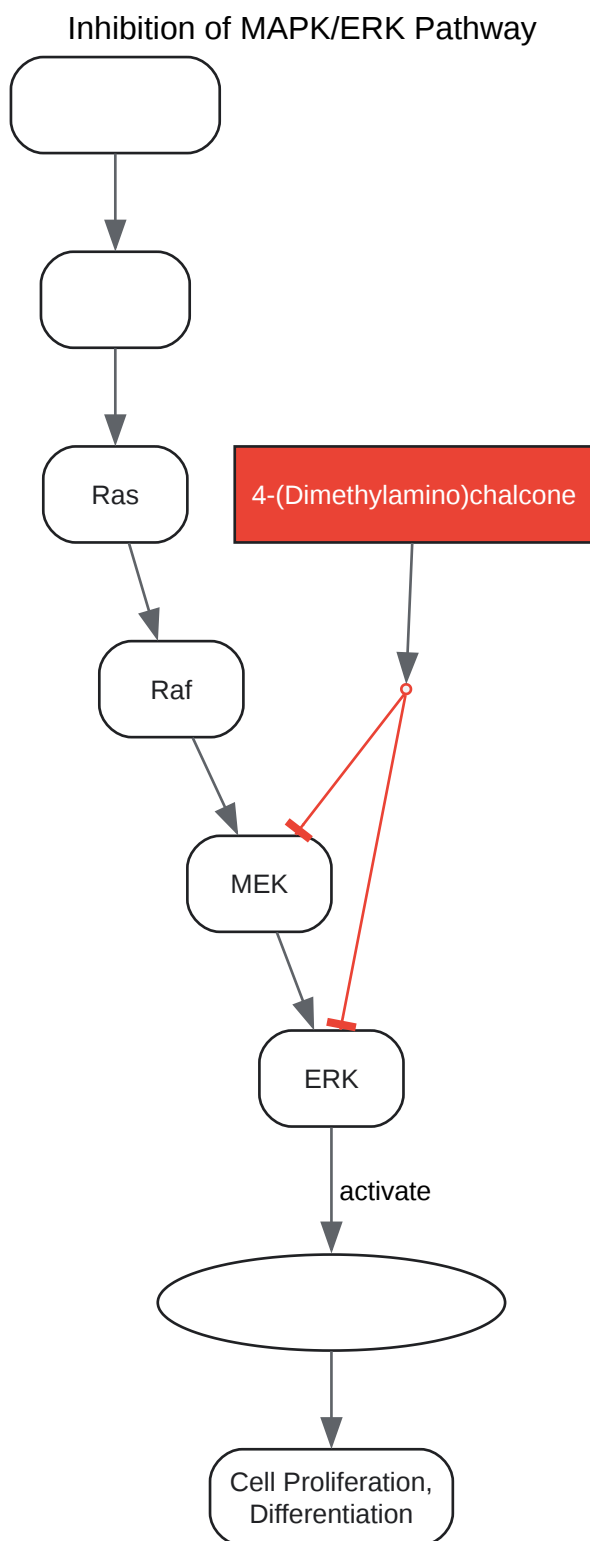 Inhibition of MAPK/ERK Pathway
Ras
4-(Dimethylamino)chalcone
Raf
MEK
ERK
activate
Cell Proliferation,
Differentiation